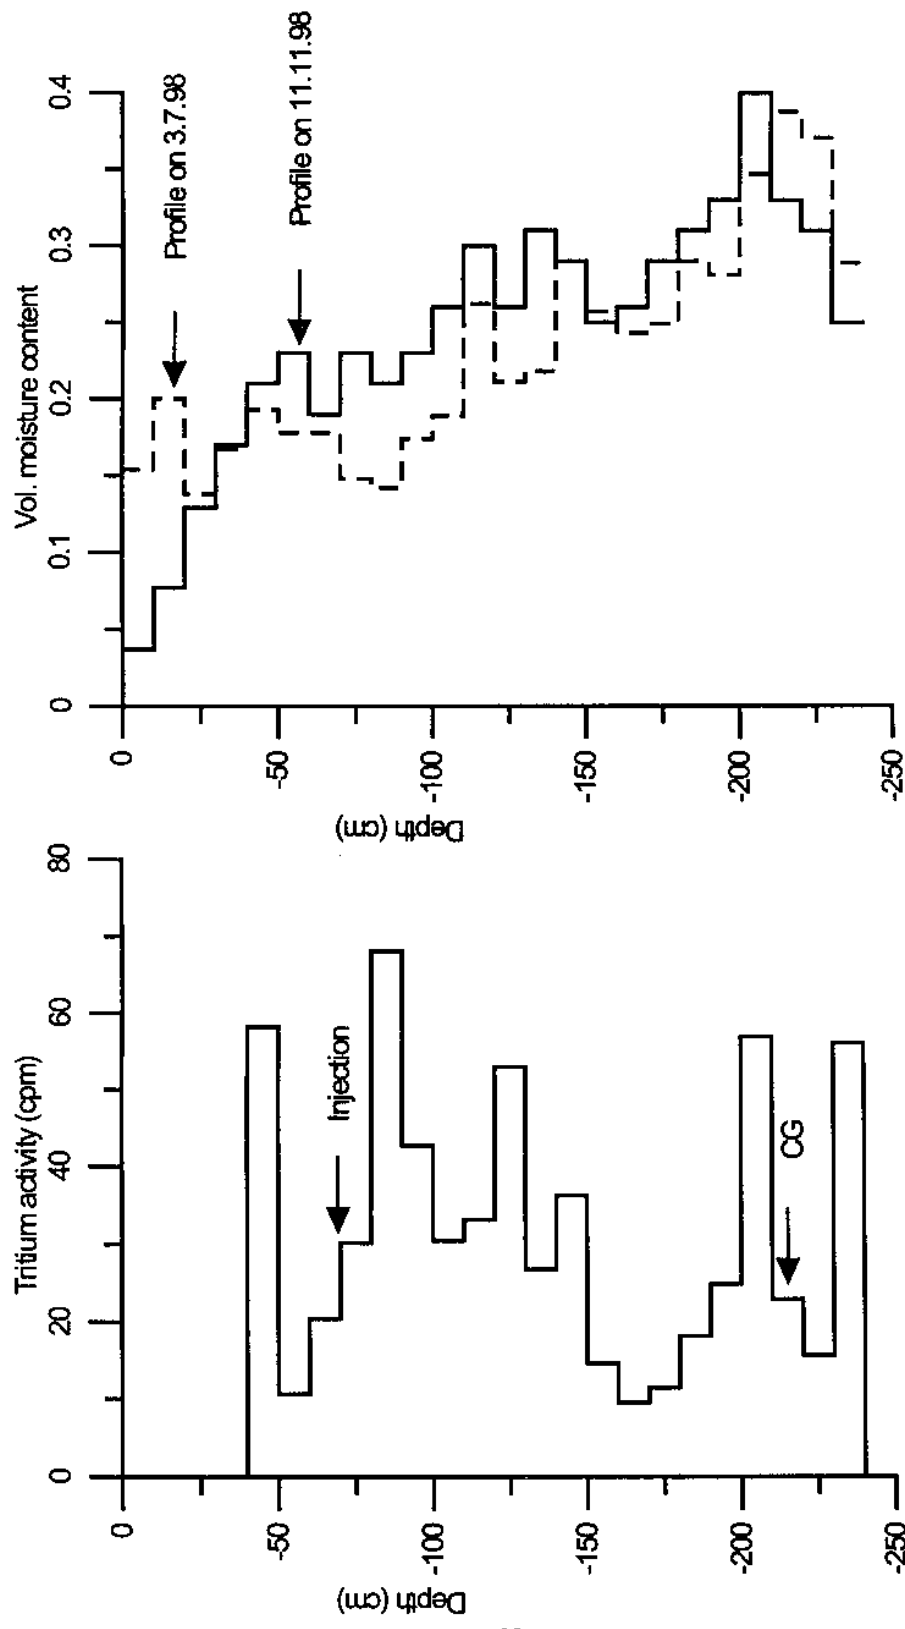 Tritium activity (cpm)
0
20
40
60
80
0
-50
-100
-150
-200
-250
Depth (cm)
Injection
CG
Vol. moisture content
0
0.1
0.2
0.3
0.4
0
-50
-100
-150
-200
-250
Depth (cm)
Profile on 3.7.98
Profile on 11.11.98